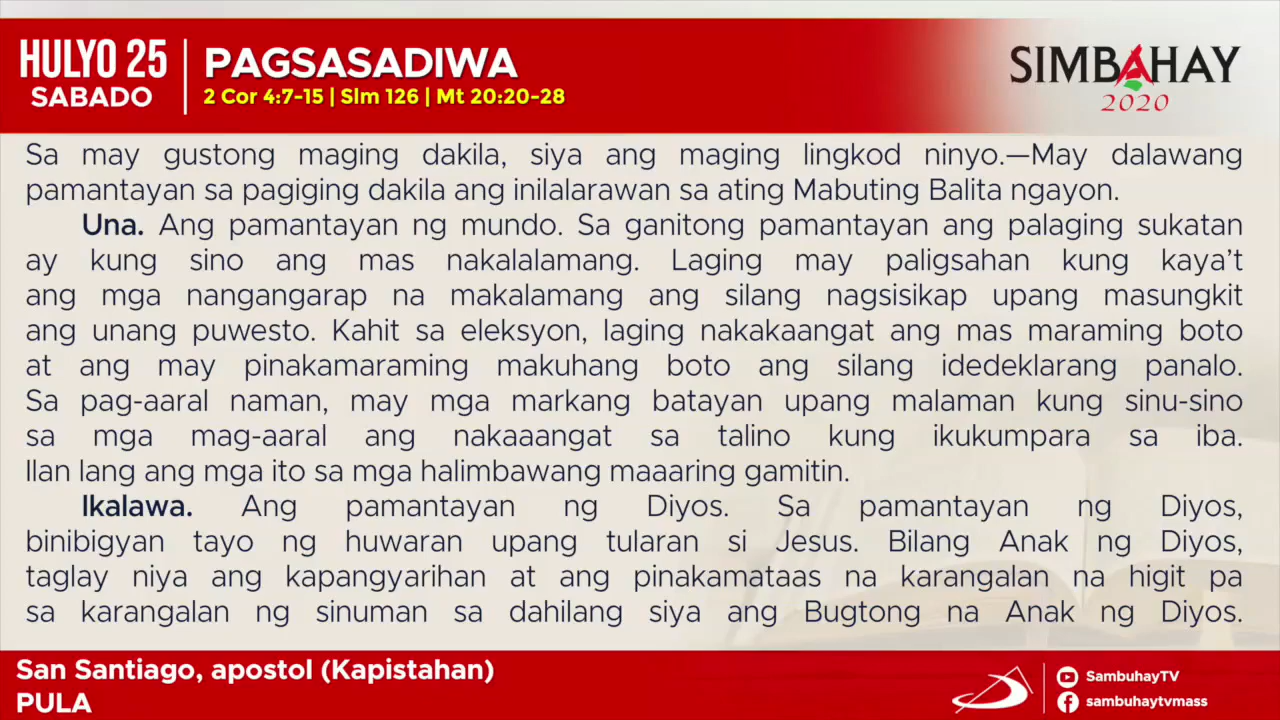 HULYO 25
SABADO
PAGSASADIWA
2 Cor 4:7-15 | Slm 126 | Mt 20:20-28
SIMBAHAY
2020
Sa may gustong maging dakila, siya ang maging lingkod ninyo.—May dalawang
pamantayan sa pagiging dakila ang inilalarawan sa ating Mabuting Balita ngayon.
Una. Ang pamantayan ng mundo. Sa ganitong pamantayan ang palaging sukatan
ay kung sino ang mas nakalalamang. Laging may paligsahan kung kaya’t
ang mga nangangarap na makalamang ang silang nagsisikap upang masungkit
ang unang puwesto. Kahit sa eleksyon, laging nakakaangat ang mas maraming boto
at ang may pinakamaraming makuhang boto ang silang idedeklarang panalo.
Sa pag-aaral naman, may mga markang batayan upang malaman kung sinu-sino
sa mga mag-aaral ang nakaaangat sa talino kung ikukumpara sa iba.
Ilan lang ang mga ito sa mga halimbawang maaaring gamitin.
Ikalawa. Ang pamantayan ng Diyos. Sa pamantayan ng Diyos,
binibigyan tayo ng huwaran upang tularan si Jesus. Bilang Anak ng Diyos,
taglay niya ang kapangyarihan at ang pinakamataas na karangalan na higit pa
sa karangalan ng sinuman sa dahilang siya ang Bugtong na Anak ng Diyos.
San Santiago, apostol (Kapistahan)
PULA
SambuhayTV
sambuhaytvmass